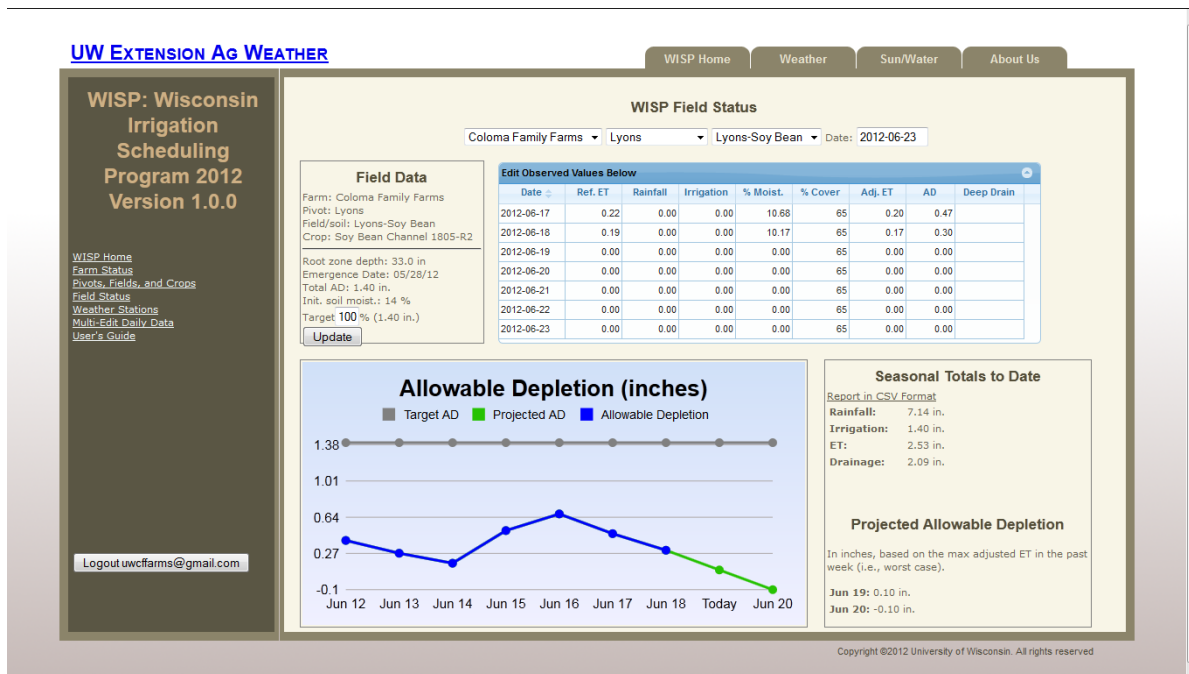 UW Extension Ag Weather
WISP Home Weather Sun/Water About Us
WISP: Wisconsin
Irrigation
Scheduling
Program 2012
Version 1.0.0
WISP Home
Farm Status
Pivots, Fields, and Crops
Field Status
Weather Stations
Multi-Edit Daily Data
User's Guide
Logout uwcffarms@gmail.com
WISP Field Status
Coloma Family Farms Lyons Lyons-Soy Bean Date: 2012-06-23
Field Data
Farm: Coloma Family Farms
Pivot: Lyons
Field/soil: Lyons-Soy Bean
Crop: Soy Bean Channel 1805-R2
Root zone depth: 33.0 in
Emergence Date: 05/28/12
Total AD: 1.40 in.
Init. soil moist.: 14 %
Target 100 % (1.40 in.)
Update
Edit Observed Values Below
Date Ref. ET Rainfall Irrigation % Moist. % Cover Adj. ET AD Deep Drain
2012-06-17 0.22 0.00 0.00 10.68 65 0.20 0.47
2012-06-18 0.19 0.00 0.00 10.17 65 0.17 0.30
2012-06-19 0.00 0.00 0.00 0.00 65 0.00 0.00
2012-06-20 0.00 0.00 0.00 0.00 65 0.00 0.00
2012-06-21 0.00 0.00 0.00 0.00 65 0.00 0.00
2012-06-22 0.00 0.00 0.00 0.00 65 0.00 0.00
2012-06-23 0.00 0.00 0.00 0.00 65 0.00 0.00
Allowable Depletion (inches)
Target AD Projected AD Allowable Depletion
1.38
1.01
0.64
0.27
-0.1
Jun 12 Jun 13 Jun 14 Jun 15 Jun 16 Jun 17 Jun 18 Today Jun 20
Seasonal Totals to Date
Report in CSV Format
Rainfall: 7.14 in.
Irrigation: 1.40 in.
ET: 2.53 in.
Drainage: 2.09 in.
Projected Allowable Depletion
In inches, based on the max adjusted ET in the past
week (i.e., worst case).
Jun 19: 0.10 in.
Jun 20: -0.10 in.
Copyright ©2012 University of Wisconsin. All rights reserved